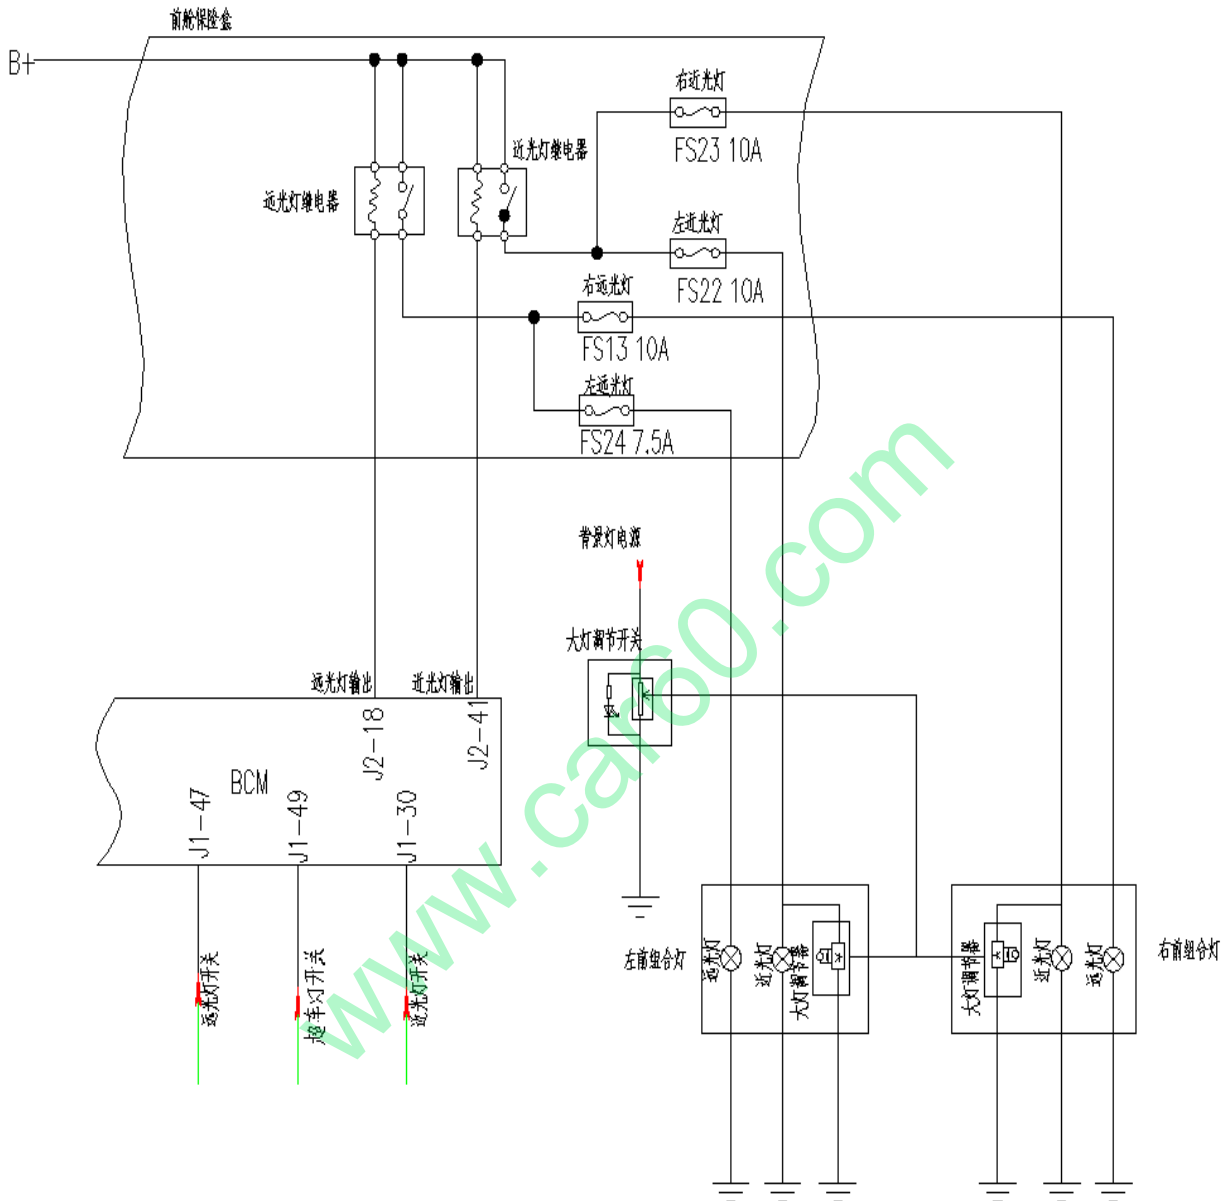 前舱保险盒
B+
右近光灯
FS23 10A
近光灯继电器
远光灯继电器
左近光灯
FS22 10A
右远光灯
FS13 10A
左远光灯
FS24 7.5A
背景灯电源
大灯调节开关
远光灯输出
近光灯输出
J2-18
J2-41
BCM
J1-47
J1-49
J1-30
远光灯开关
超车灯开关
近光灯开关
左前组合灯
远光灯
近光灯
大灯调节器
大灯调节器
近光灯
远光灯
右前组合灯
www.car60.com